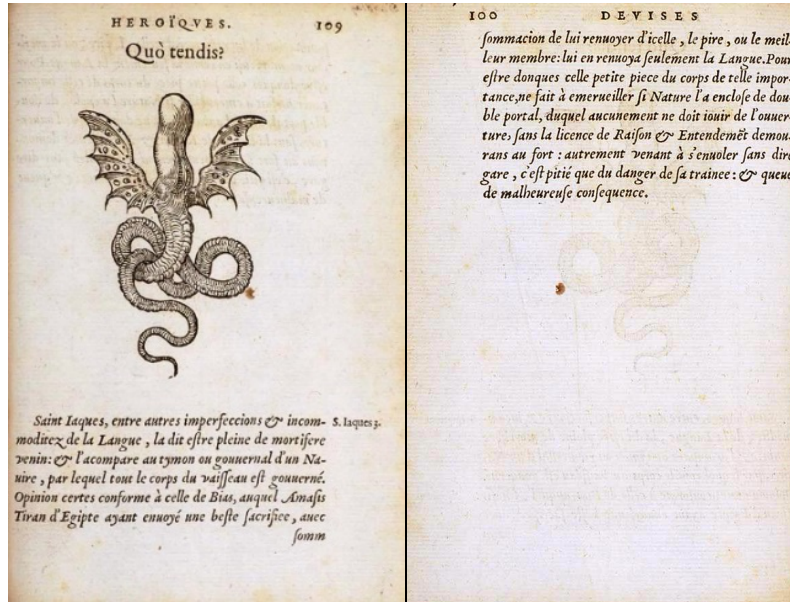 HEROÏQVES. 109
Quò tendis?
Saint Iaques, entre autres imperfeccions & incom- S. Iaques 3.
moditez de la Langue, la dit eſtre pleine de mortifere
venin: & l'acompare au tymon ou gouuernal d'un Na-
uire, par lequel tout le corps du vaiſſeau eſt gouuerné.
Opinion certes conforme à celle de Bias, auquel Amaſis
Tiran d'Egipte ayant enuoyé une beſte ſacrifiee, auec
ſomm
100 DEVISES
ſommacion de lui renuoyer d'icelle, le pire, ou le meil-
leur membre: lui en renuoya ſeulement la Langue. Pour
eſtre donques celle petite piece du corps de telle impor-
tance, ne fait à emerueiller ſi Nature l'a encloſe de dou-
ble portal, duquel aucunement ne doit iouir de l'ouuer-
ture, ſans la licence de Raiſon & Entendemẽt demou-
rans au fort: autrement venant à s'enuoler ſans dire
gare, c'eſt pitié que du danger de ſa trainee: & queue
de malheureuſe conſequence.